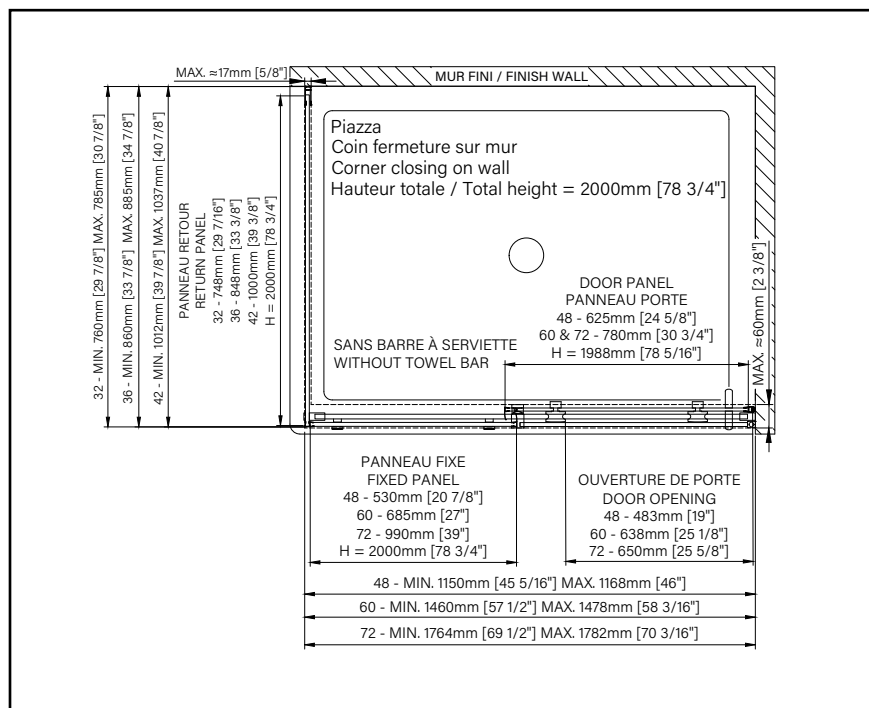 MAX. ≈17mm [5/8"]
MUR FINI / FINISH WALL
Piazza
Coin fermeture sur mur
Corner closing on wall
Hauteur totale / Total height = 2000mm [78 3/4"]
32 - MIN. 760mm [29 7/8"] MAX. 785mm [30 7/8"]
36 - MIN. 860mm [33 7/8"] MAX. 885mm [34 7/8"]
42 - MIN. 1012mm [39 7/8"] MAX. 1037mm [40 7/8"]
PANNEAU RETOUR
RETURN PANEL
32 - 748mm [29 7/16"]
36 - 848mm [33 3/8"]
42 - 1000mm [39 3/8"]
H = 2000mm [78 3/4"]
DOOR PANEL
PANNEAU PORTE
48 - 625mm [24 5/8"]
60 & 72 - 780mm [30 3/4"]
H = 1988mm [78 5/16"]
MAX. ≈60mm [2 3/8"]
SANS BARRE À SERVIETTE
WITHOUT TOWEL BAR
PANNEAU FIXE
FIXED PANEL
48 - 530mm [20 7/8"]
60 - 685mm [27"]
72 - 990mm [39"]
H = 2000mm [78 3/4"]
OUVERTURE DE PORTE
DOOR OPENING
48 - 483mm [19"]
60 - 638mm [25 1/8"]
72 - 650mm [25 5/8"]
48 - MIN. 1150mm [45 5/16"] MAX. 1168mm [46"]
60 - MIN. 1460mm [57 1/2"] MAX. 1478mm [58 3/16"]
72 - MIN. 1764mm [69 1/2"] MAX. 1782mm [70 3/16"]